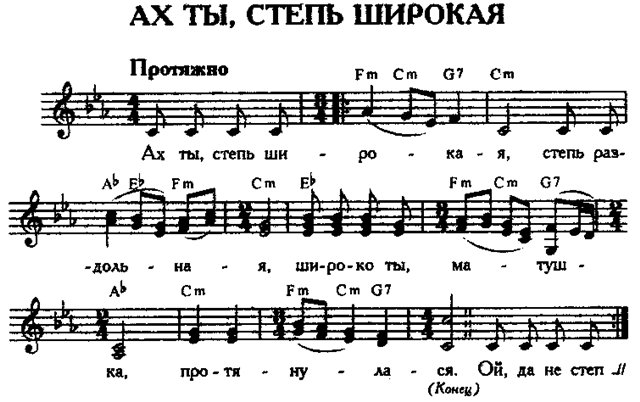 АХ ТЫ, СТЕПЬ ШИРОКАЯ
Протяжно
Fm Cm G7 Cm
Ах ты, степь ши - ро - ка - я, степь раз-
A♭ E♭ Fm Cm E♭ Fm Cm G7
-доль - на - я, ши-ро-ко ты, ма - туш -
A♭ Cm Fm Cm G7
ка, про - тя - ну - ла - ся. Ой, да не степ .//
(Конец)